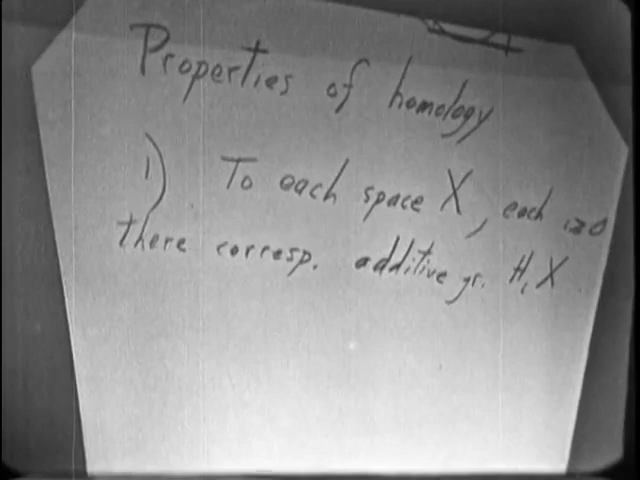 Properties of homology
1) To each space X, each i≥0
there corresp. additive gr. HᵢX